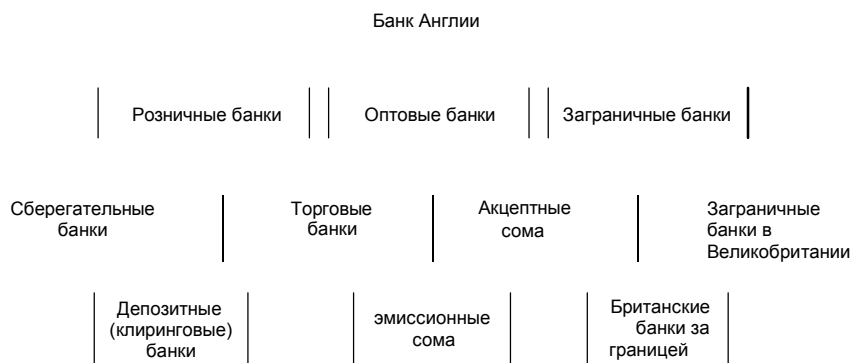 Банк Англии
Розничные банки
Оптовые банки
Заграничные банки
Сберегательные
банки
Торговые
банки
Акцептные
сома
Заграничные
банки в
Великобритании
Депозитные
(клиринговые)
банки
эмиссионные
сома
Британские
банки за
границей